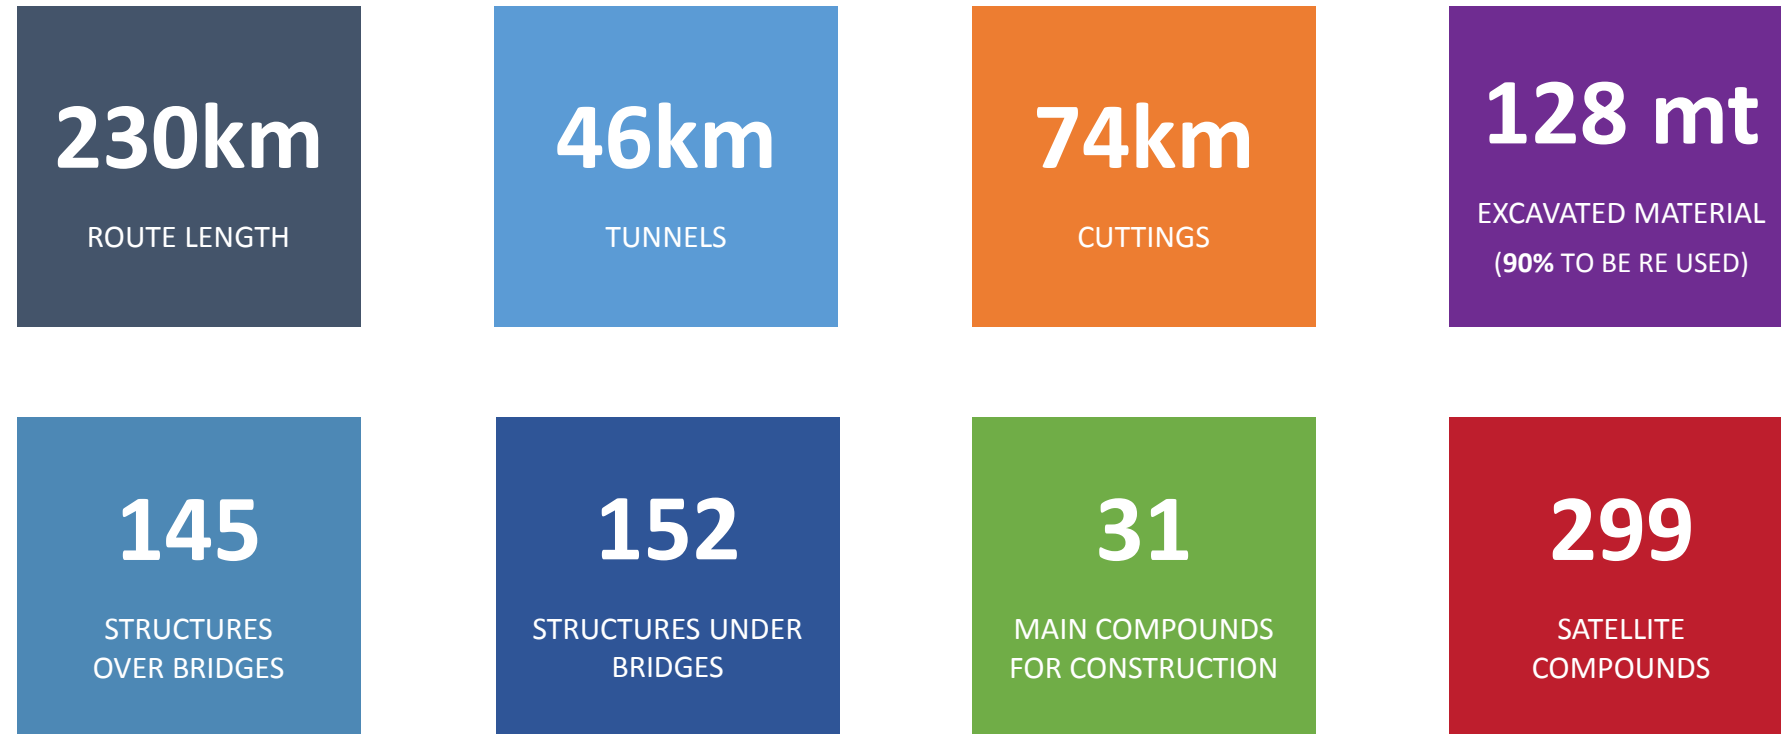 230km
ROUTE LENGTH
46km
TUNNELS
74km
CUTTINGS
128 mt
EXCAVATED MATERIAL
(90% TO BE RE USED)
145
STRUCTURES
OVER BRIDGES
152
STRUCTURES UNDER
BRIDGES
31
MAIN COMPOUNDS
FOR CONSTRUCTION
299
SATELLITE
COMPOUNDS